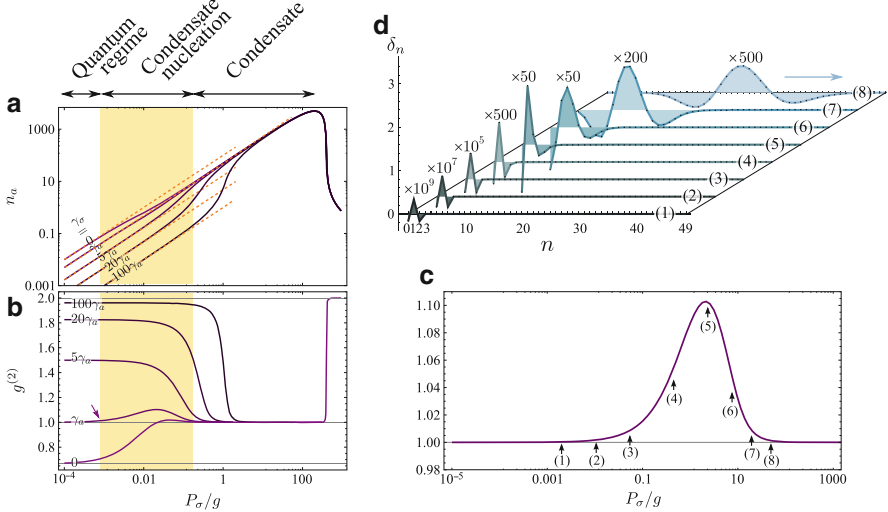 Quantum regime
Condensate nucleation
Condensate
a
1000
10
0.1
0.001
n_a
γ_σ = 0
γ_a
5γ_a
20γ_a
100γ_a
b
2.0
1.8
1.6
1.4
1.2
1.0
0.8
g^(2)
100γ_a
20γ_a
5γ_a
γ_a
0
10^-4
0.01
1
100
P_σ/g
d
δ_n
3
2
1
0
×10^9
×10^7
×10^5
×500
×50
×50
×200
×500
(8)
(7)
(6)
(5)
(4)
(3)
(2)
(1)
0123
10
20
30
40
49
n
c
1.10
1.08
1.06
1.04
1.02
1.00
0.98
(1)
(2)
(3)
(4)
(5)
(6)
(7)
(8)
10^-5
0.001
0.1
10
1000
P_σ/g